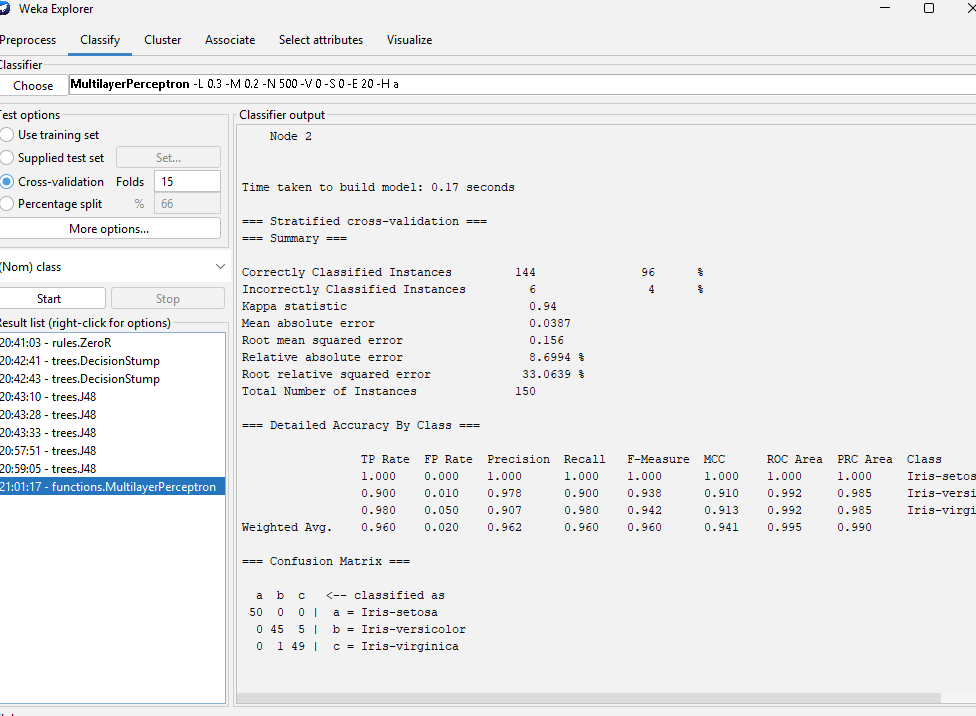 Weka Explorer
Preprocess Classify Cluster Associate Select attributes Visualize
Classifier
Choose MultilayerPerceptron -L 0.3 -M 0.2 -N 500 -V 0 -S 0 -E 20 -H a
Test options
Use training set
Supplied test set Set...
Cross-validation Folds 15
Percentage split % 66
More options...
(Nom) class
Start Stop
Result list (right-click for options)
20:41:03 - rules.ZeroR
20:42:41 - trees.DecisionStump
20:42:43 - trees.DecisionStump
20:43:10 - trees.J48
20:43:28 - trees.J48
20:43:33 - trees.J48
20:57:51 - trees.J48
20:59:05 - trees.J48
21:01:17 - functions.MultilayerPerceptron
Classifier output
Node 2
Time taken to build model: 0.17 seconds
=== Stratified cross-validation ===
=== Summary ===
Correctly Classified Instances 144 96 %
Incorrectly Classified Instances 6 4 %
Kappa statistic 0.94
Mean absolute error 0.0387
Root mean squared error 0.156
Relative absolute error 8.6994 %
Root relative squared error 33.0639 %
Total Number of Instances 150
=== Detailed Accuracy By Class ===
TP Rate FP Rate Precision Recall F-Measure MCC ROC Area PRC Area Class
1.000 0.000 1.000 1.000 1.000 1.000 1.000 1.000 Iris-setos
0.900 0.010 0.978 0.900 0.938 0.910 0.992 0.985 Iris-versi
0.980 0.050 0.907 0.980 0.942 0.913 0.992 0.985 Iris-virgi
Weighted Avg. 0.960 0.020 0.962 0.960 0.960 0.941 0.995 0.990
=== Confusion Matrix ===
a b c <-- classified as
50 0 0 | a = Iris-setosa
0 45 5 | b = Iris-versicolor
0 1 49 | c = Iris-virginica